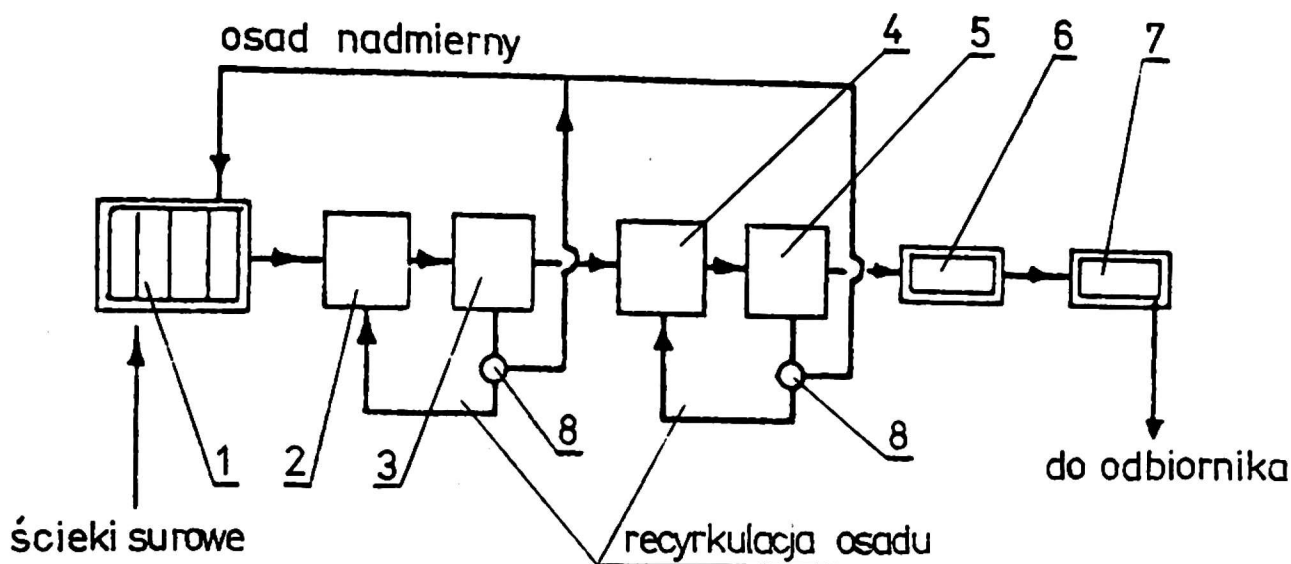 osad nadmierny
4
5
6
7
1
2
3
8
8
ścieki surowe
recyrkulacja osadu
do odbiornika